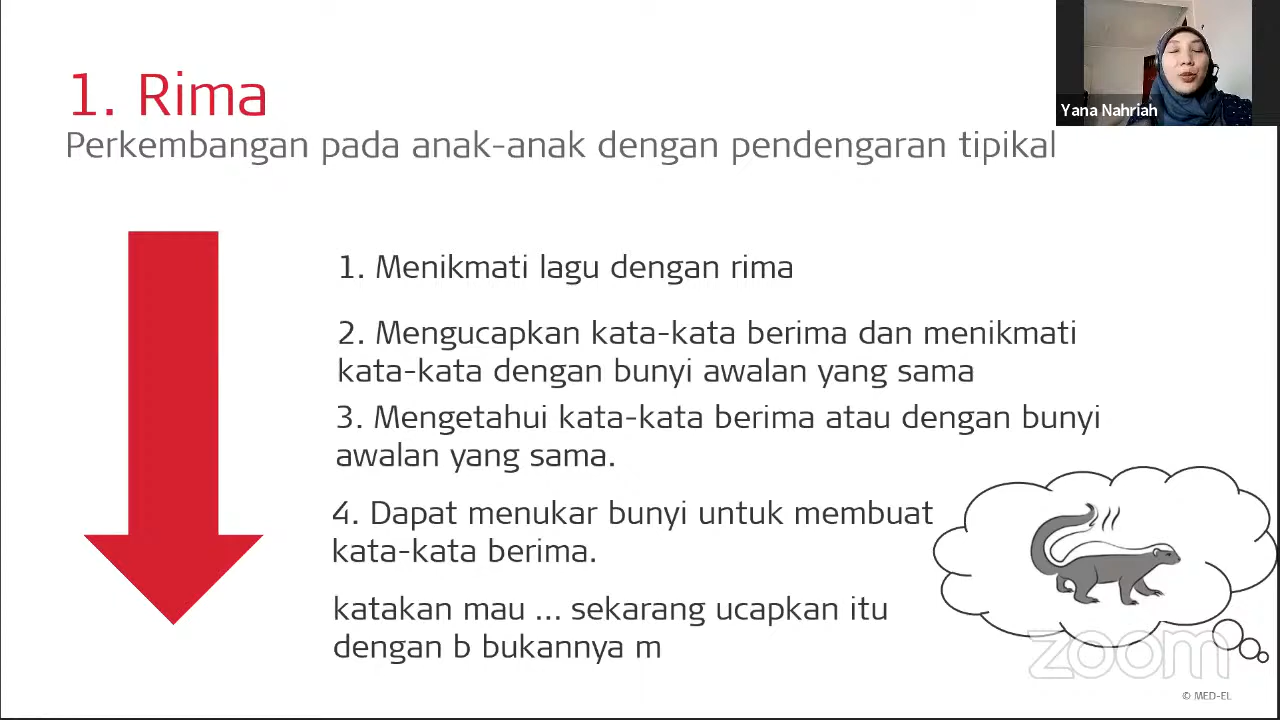 1. Rima
Perkembangan pada anak-anak dengan pendengaran tipikal
Yana Nahriah
1. Menikmati lagu dengan rima
2. Mengucapkan kata-kata berima dan menikmati
kata-kata dengan bunyi awalan yang sama
3. Mengetahui kata-kata berima atau dengan bunyi
awalan yang sama.
4. Dapat menukar bunyi untuk membuat
kata-kata berima.
katakan mau ... sekarang ucapkan itu
dengan b bukannya m
zoom
© MED-EL